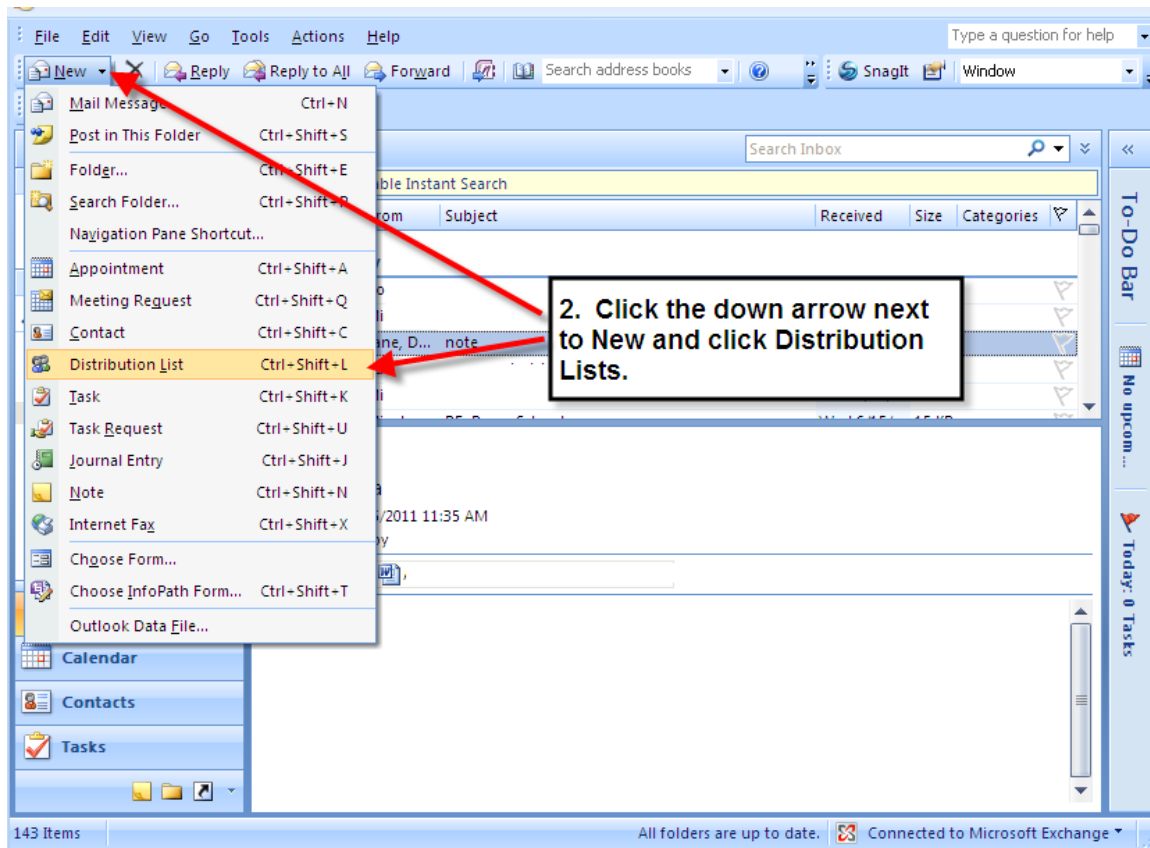 File Edit View Go Tools Actions Help Type a question for help
New Reply Reply to All Forward Search address books SnagIt Window
Mail Message Ctrl+N
Post in This Folder Ctrl+Shift+S
Search Inbox
Folder... Ctrl+Shift+E
Instant Search
Search Folder... Ctrl+Shift+P
Subject Received Size Categories
Navigation Pane Shortcut...
Appointment Ctrl+Shift+A
Meeting Request Ctrl+Shift+Q
Contact Ctrl+Shift+C
D... note
Distribution List Ctrl+Shift+L
2. Click the down arrow next
to New and click Distribution
Lists.
Task Ctrl+Shift+K
Task Request Ctrl+Shift+U
Journal Entry Ctrl+Shift+J
Note Ctrl+Shift+N
Internet Fax Ctrl+Shift+X
/2011 11:35 AM
Choose Form...
Choose InfoPath Form... Ctrl+Shift+T
Outlook Data File...
Calendar
Contacts
Tasks
To-Do Bar
No upcom...
Today: 0 Tasks
143 Items All folders are up to date. Connected to Microsoft Exchange